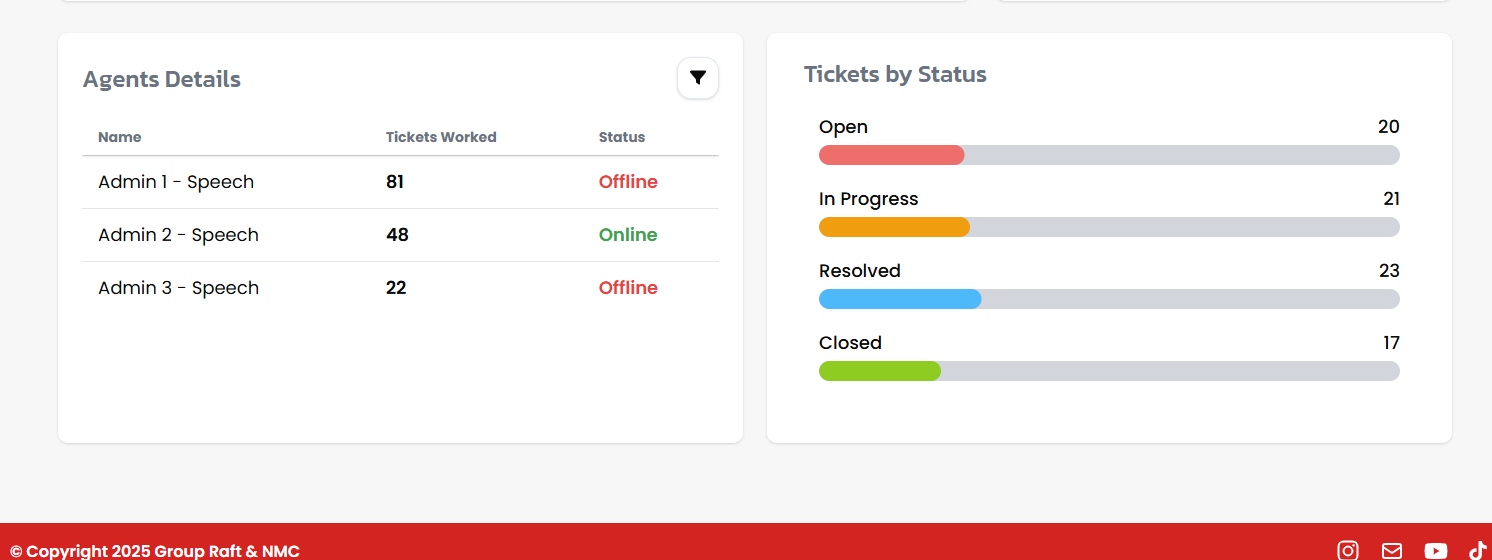 Agents Details
Name Tickets Worked Status
Admin 1 - Speech 81 Offline
Admin 2 - Speech 48 Online
Admin 3 - Speech 22 Offline
Tickets by Status
Open 20
In Progress 21
Resolved 23
Closed 17
© Copyright 2025 Group Raft & NMC